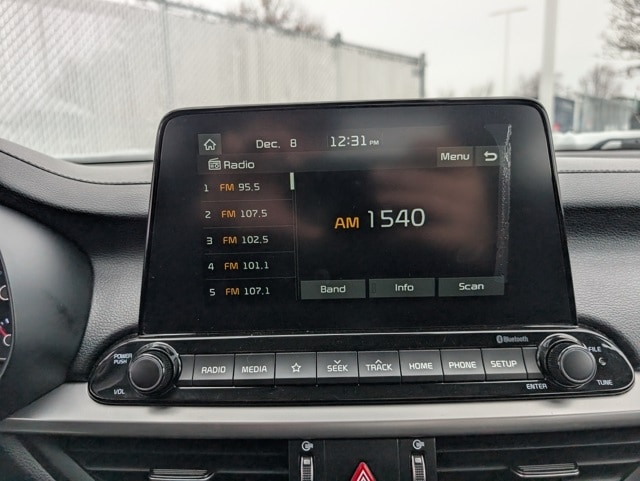 Dec. 8 12:31 PM
Radio
Menu
1 FM 95.5
2 FM 107.5
3 FM 102.5
4 FM 101.1
5 FM 107.1
AM 1540
Band Info Scan
Bluetooth
POWER
PUSH
VOL
RADIO MEDIA ☆ SEEK TRACK HOME PHONE SETUP
FILE
ENTER TUNE